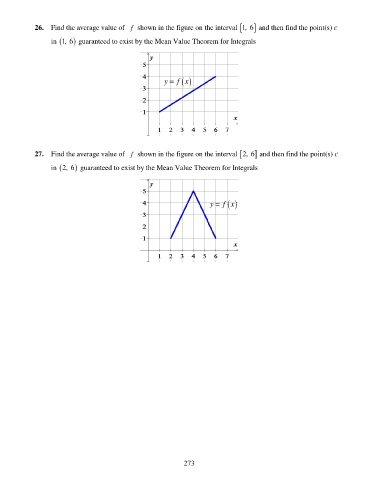 26. Find the average value of f shown in the figure on the interval [1, 6] and then find the point(s) c
in (1, 6) guaranteed to exist by the Mean Value Theorem for Integrals
y
5
4
y = f(x)
3
2
1
x
1 2 3 4 5 6 7
27. Find the average value of f shown in the figure on the interval [2, 6] and then find the point(s) c
in (2, 6) guaranteed to exist by the Mean Value Theorem for Integrals
y
5
4
y = f(x)
3
2
1
x
1 2 3 4 5 6 7
273